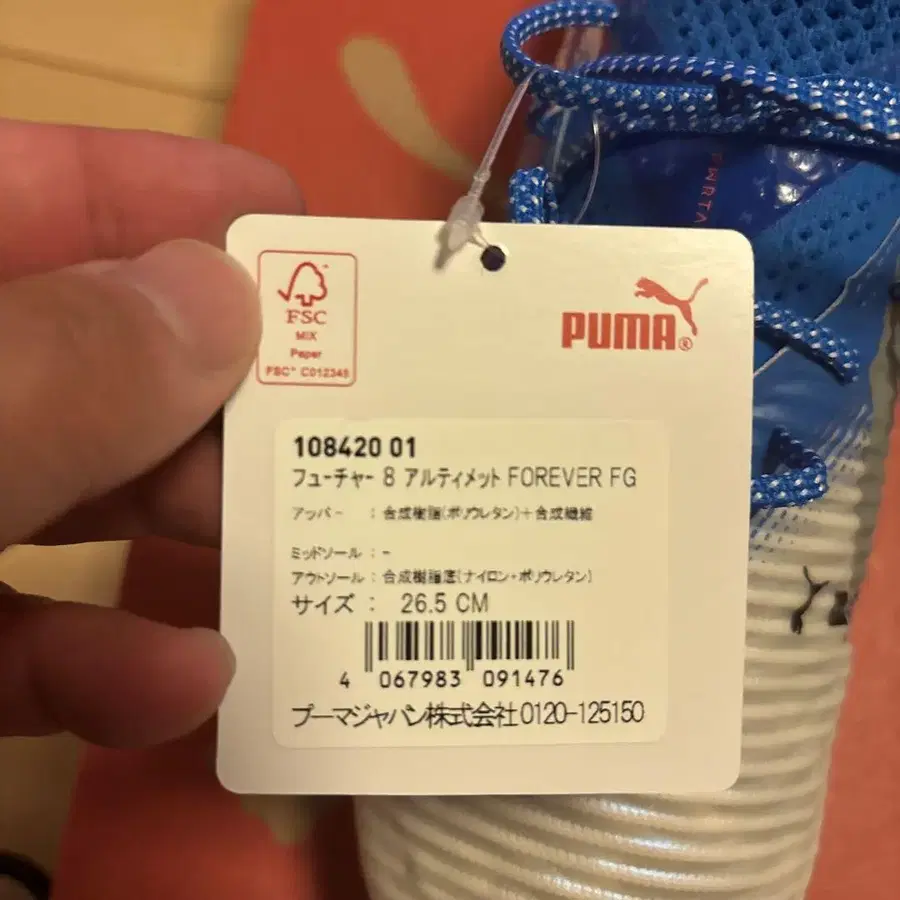 PWRTA
FSC
MIX
Paper
FSC® C012345
PUMA®
108420 01
フューチャー 8 アルティメット FOREVER FG
アッパー : 合成樹脂(ポリウレタン)+合成繊維
ミッドソール : -
アウトソール : 合成樹脂底(ナイロン・ポリウレタン)
サイズ : 26.5 CM
4 067983 091476
プーマジャパン株式会社 0120-125150